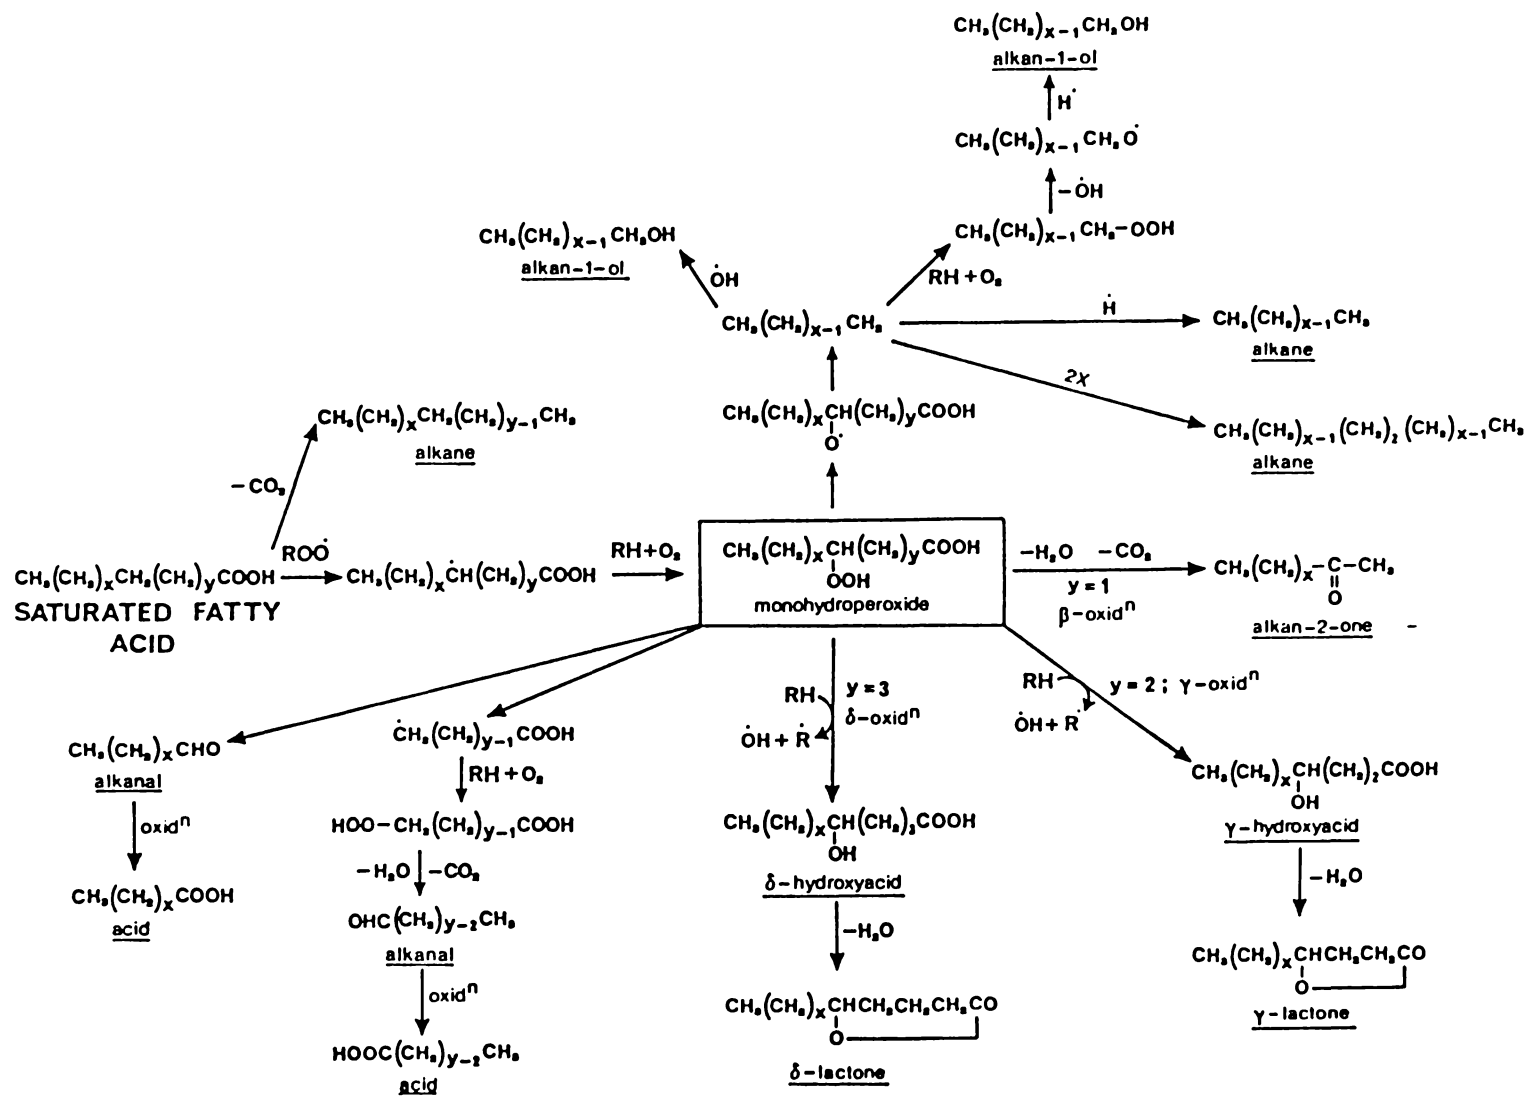 CH₃(CH₂)x−1CH₂OH
alkan-1-ol
H˙
CH₃(CH₂)x−1CH₂O˙
−ȮH
CH₃(CH₂)x−1CH₂−OOH
RH+O₂
CH₃(CH₂)x−1CH₂OH
alkan-1-ol
ȮH
CH₃(CH₂)x−1CH₂
Ḣ
CH₃(CH₂)x−1CH₃
alkane
2X
CH₃(CH₂)x−1(CH₂)₂(CH₂)x−1CH₃
alkane
CH₃(CH₂)xCH(CH₂)yCOOH
O˙
CH₃(CH₂)xCH₂(CH₂)y−1CH₃
alkane
−CO₂
CH₃(CH₂)xCH₂(CH₂)yCOOH
SATURATED FATTY
ACID
ROȮ
CH₃(CH₂)xĊH(CH₂)yCOOH
RH+O₂
CH₃(CH₂)xCH(CH₂)yCOOH
OOH
monohydroperoxide
−H₂O −CO₂
y=1
β-oxidⁿ
CH₃(CH₂)x−C−CH₃
O
alkan-2-one
CH₃(CH₂)xCHO
alkanal
oxidⁿ
CH₃(CH₂)xCOOH
acid
ĊH₂(CH₂)y−1COOH
RH+O₂
HOO−CH₂(CH₂)y−1COOH
−H₂O −CO₂
OHC(CH₂)y−2CH₃
alkanal
oxidⁿ
HOOC(CH₂)y−2CH₃
acid
RH
y=3
δ-oxidⁿ
ȮH+Ṙ
CH₃(CH₂)xCH(CH₂)₃COOH
OH
δ-hydroxyacid
−H₂O
CH₃(CH₂)xCHCH₂CH₂CH₂CO
O
δ-lactone
RH
y=2; γ-oxidⁿ
ȮH+R˙
CH₃(CH₂)xCH(CH₂)₂COOH
OH
γ-hydroxyacid
−H₂O
CH₃(CH₂)xCHCH₂CH₂CO
O
γ-lactone